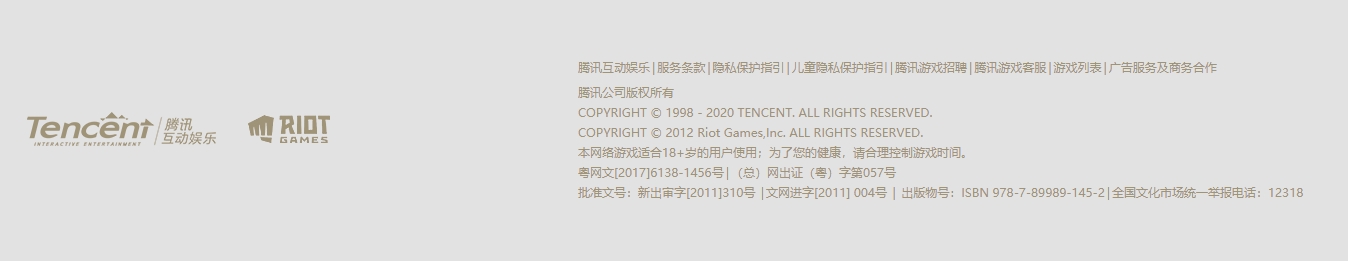 Tencent 腾讯
INTERACTIVE ENTERTAINMENT 互动娱乐
RIOT
GAMES
腾讯互动娱乐|服务条款|隐私保护指引|儿童隐私保护指引|腾讯游戏招聘|腾讯游戏客服|游戏列表|广告服务及商务合作
腾讯公司版权所有
COPYRIGHT © 1998 - 2020 TENCENT. ALL RIGHTS RESERVED.
COPYRIGHT © 2012 Riot Games,Inc. ALL RIGHTS RESERVED.
本网络游戏适合18+岁的用户使用；为了您的健康，请合理控制游戏时间。
粤网文[2017]6138-1456号|（总）网出证（粤）字第057号
批准文号：新出审字[2011]310号 |文网进字[2011] 004号 | 出版物号：ISBN 978-7-89989-145-2|全国文化市场统一举报电话：12318